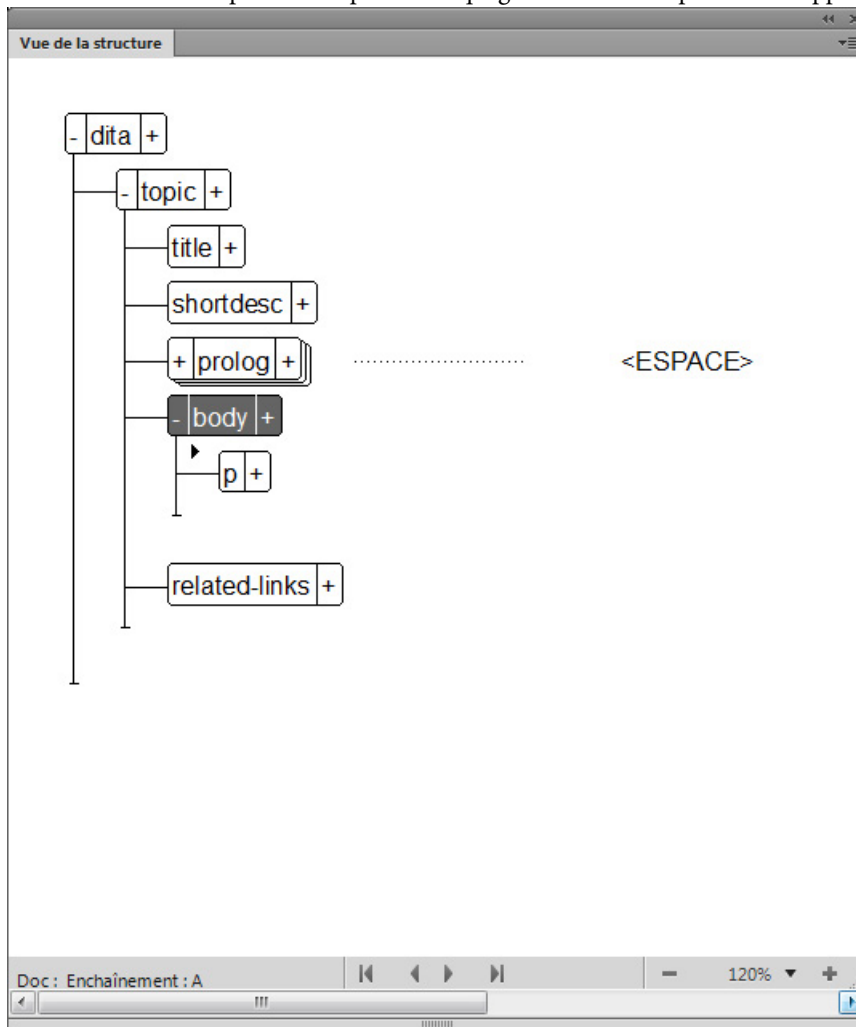 Vue de la structure
- dita +
- topic +
title +
shortdesc +
+ prolog + .......................... <ESPACE>
- body +
p +
related-links +
Doc : Enchaînement : A
120%